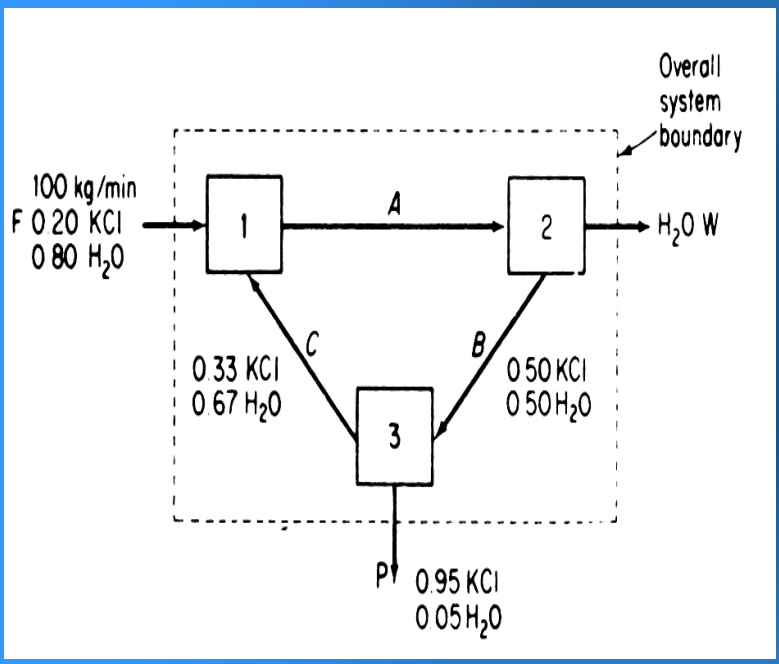 Overall
system
boundary
100 kg/min
F 0.20 KCl
0.80 H₂O
1
A
2
H₂O W
C
B
0.33 KCl
0.67 H₂O
0.50 KCl
0.50 H₂O
3
P
0.95 KCl
0.05 H₂O